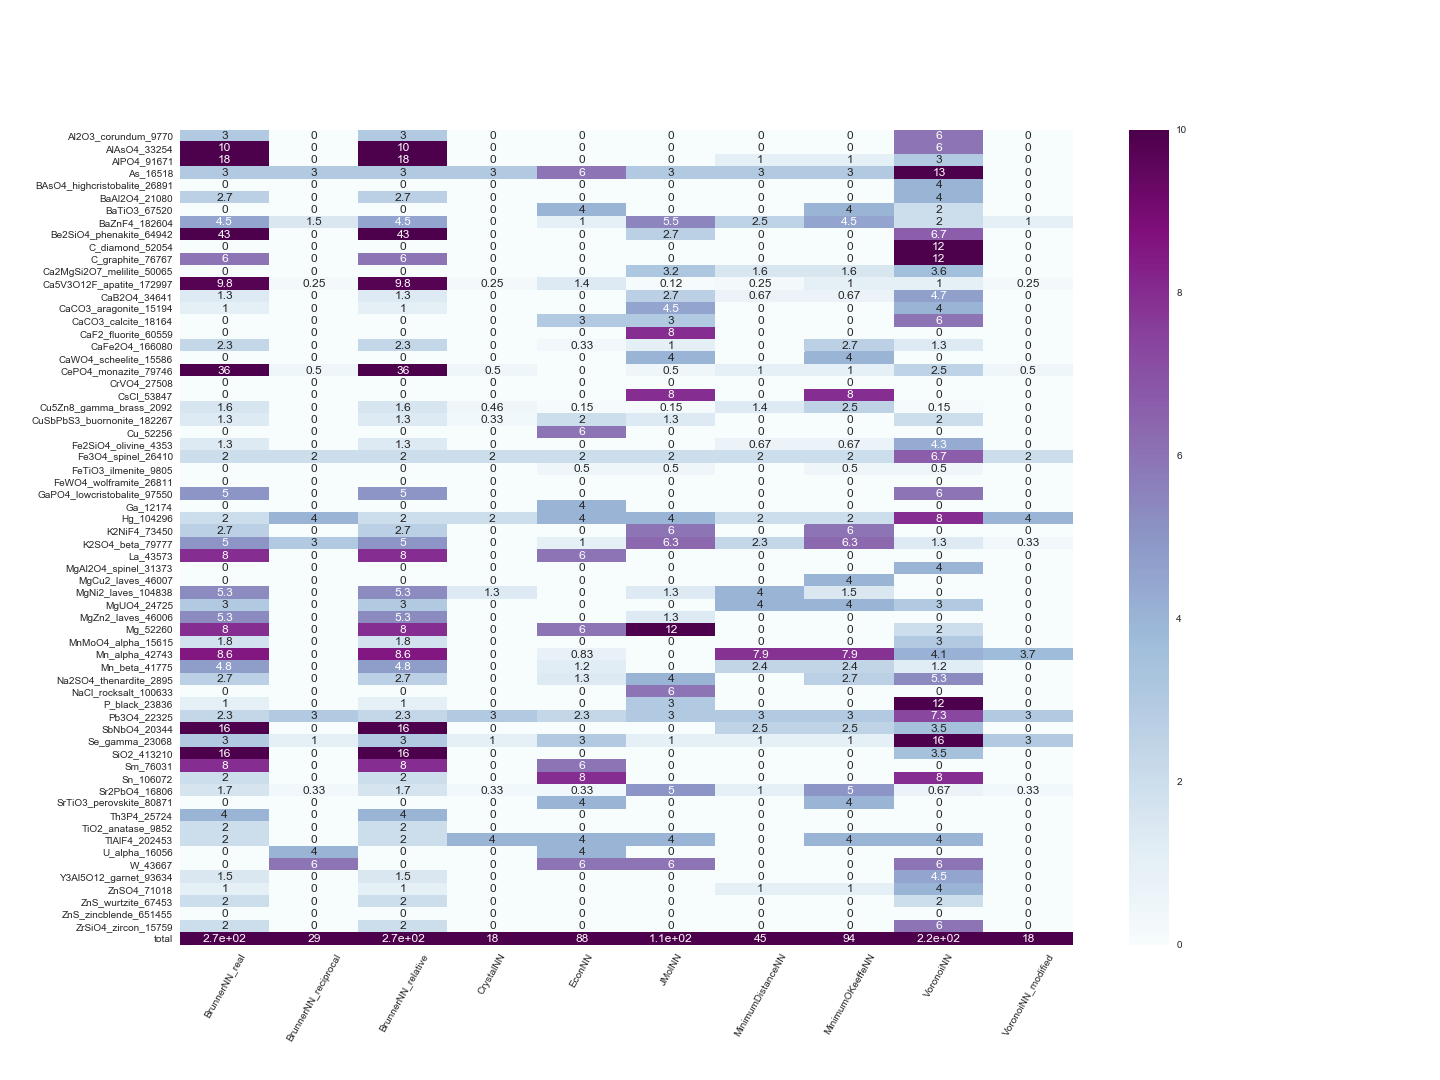 Al2O3_corundum_9770 3 0 3 0 0 0 0 0 6 0
AlAsO4_33254 10 0 10 0 0 0 0 0 6 0
AlPO4_91671 18 0 18 0 0 0 1 1 3 0
As_16518 3 3 3 3 6 3 3 3 13 0
BAsO4_highcristobalite_26891 0 0 0 0 0 0 0 0 4 0
BaAl2O4_21080 2.7 0 2.7 0 0 0 0 0 4 0
BaTiO3_67520 0 0 0 0 4 0 0 4 2 0
BaZnF4_182604 4.5 1.5 4.5 0 1 5.5 2.5 4.5 2 1
Be2SiO4_phenakite_64942 43 0 43 0 0 2.7 0 0 6.7 0
C_diamond_52054 0 0 0 0 0 0 0 0 12 0
C_graphite_76767 6 0 6 0 0 0 0 0 12 0
Ca2MgSi2O7_melilite_50065 0 0 0 0 0 3.2 1.6 1.6 3.6 0
Ca5V3O12F_apatite_172997 9.8 0.25 9.8 0.25 1.4 0.12 0.25 1 1 0.25
CaB2O4_34641 1.3 0 1.3 0 0 2.7 0.67 0.67 4.7 0
CaCO3_aragonite_15194 1 0 1 0 0 4.5 0 0 4 0
CaCO3_calcite_18164 0 0 0 0 3 3 0 0 6 0
CaF2_fluorite_60559 0 0 0 0 0 8 0 0 0 0
CaFe2O4_166080 2.3 0 2.3 0 0.33 1 0 2.7 1.3 0
CaWO4_scheelite_15586 0 0 0 0 0 4 0 4 0 0
CePO4_monazite_79746 36 0.5 36 0.5 0 0.5 1 1 2.5 0.5
CrVO4_27508 0 0 0 0 0 0 0 0 0 0
CsCl_53847 0 0 0 0 0 8 0 8 0 0
Cu5Zn8_gamma_brass_2092 1.6 0 1.6 0.46 0.15 0.15 1.4 2.5 0.15 0
CuSbPbS3_buornonite_182267 1.3 0 1.3 0.33 2 1.3 0 0 2 0
Cu_52256 0 0 0 0 6 0 0 0 0 0
Fe2SiO4_olivine_4353 1.3 0 1.3 0 0 0 0.67 0.67 4.3 0
Fe3O4_spinel_26410 2 2 2 2 2 2 2 2 6.7 2
FeTiO3_ilmenite_9805 0 0 0 0 0.5 0.5 0 0.5 0.5 0
FeWO4_wolframite_26811 0 0 0 0 0 0 0 0 0 0
GaPO4_lowcristobalite_97550 5 0 5 0 0 0 0 0 6 0
Ga_12174 0 0 0 0 4 0 0 0 0 0
Hg_104296 2 4 2 2 4 4 2 2 8 4
K2NiF4_73450 2.7 0 2.7 0 0 6 0 6 0 0
K2SO4_beta_79777 5 3 5 0 1 6.3 2.3 6.3 1.3 0.33
La_43573 8 0 8 0 6 0 0 0 0 0
MgAl2O4_spinel_31373 0 0 0 0 0 0 0 0 4 0
MgCu2_laves_46007 0 0 0 0 0 0 0 4 0 0
MgNi2_laves_104838 5.3 0 5.3 1.3 0 1.3 4 1.5 0 0
MgUO4_24725 3 0 3 0 0 0 4 4 3 0
MgZn2_laves_46006 5.3 0 5.3 0 0 1.3 0 0 0 0
Mg_52260 8 0 8 0 6 12 0 0 2 0
MnMoO4_alpha_15615 1.8 0 1.8 0 0 0 0 0 3 0
Mn_alpha_42743 8.6 0 8.6 0 0.83 0 7.9 7.9 4.1 3.7
Mn_beta_41775 4.8 0 4.8 0 1.2 0 2.4 2.4 1.2 0
Na2SO4_thenardite_2895 2.7 0 2.7 0 1.3 4 0 2.7 5.3 0
NaCl_rocksalt_100633 0 0 0 0 0 6 0 0 0 0
P_black_23836 1 0 1 0 0 3 0 0 12 0
Pb3O4_22325 2.3 3 2.3 3 2.3 3 3 3 7.3 3
SbNbO4_20344 16 0 16 0 0 0 2.5 2.5 3.5 0
Se_gamma_23068 3 1 3 1 3 1 1 1 16 3
SiO2_413210 16 0 16 0 0 0 0 0 3.5 0
Sm_76031 8 0 8 0 6 0 0 0 0 0
Sn_106072 2 0 2 0 8 0 0 0 8 0
Sr2PbO4_16806 1.7 0.33 1.7 0.33 0.33 5 1 5 0.67 0.33
SrTiO3_perovskite_80871 0 0 0 0 4 0 0 4 0 0
Th3P4_25724 4 0 4 0 0 0 0 0 0 0
TiO2_anatase_9852 2 0 2 0 0 0 0 0 0 0
TlAlF4_202453 2 0 2 4 4 4 0 4 4 0
U_alpha_16056 0 4 0 0 4 0 0 0 0 0
W_43667 0 6 0 0 6 6 0 0 6 0
Y3Al5O12_garnet_93634 1.5 0 1.5 0 0 0 0 0 4.5 0
ZnSO4_71018 1 0 1 0 0 0 1 1 4 0
ZnS_wurtzite_67453 2 0 2 0 0 0 0 0 2 0
ZnS_zincblende_651455 0 0 0 0 0 0 0 0 0 0
ZrSiO4_zircon_15759 2 0 2 0 0 0 0 0 6 0
total 2.7e+02 29 2.7e+02 18 88 1.1e+02 45 94 2.2e+02 18
BrunnerNN_real BrunnerNN_reciprocal BrunnerNN_relative CrystalNN EconNN JMolNN MinimumDistanceNN MinimumOKeeffeNN VoronoiNN VoronoiNN_modified
10
8
6
4
2
0